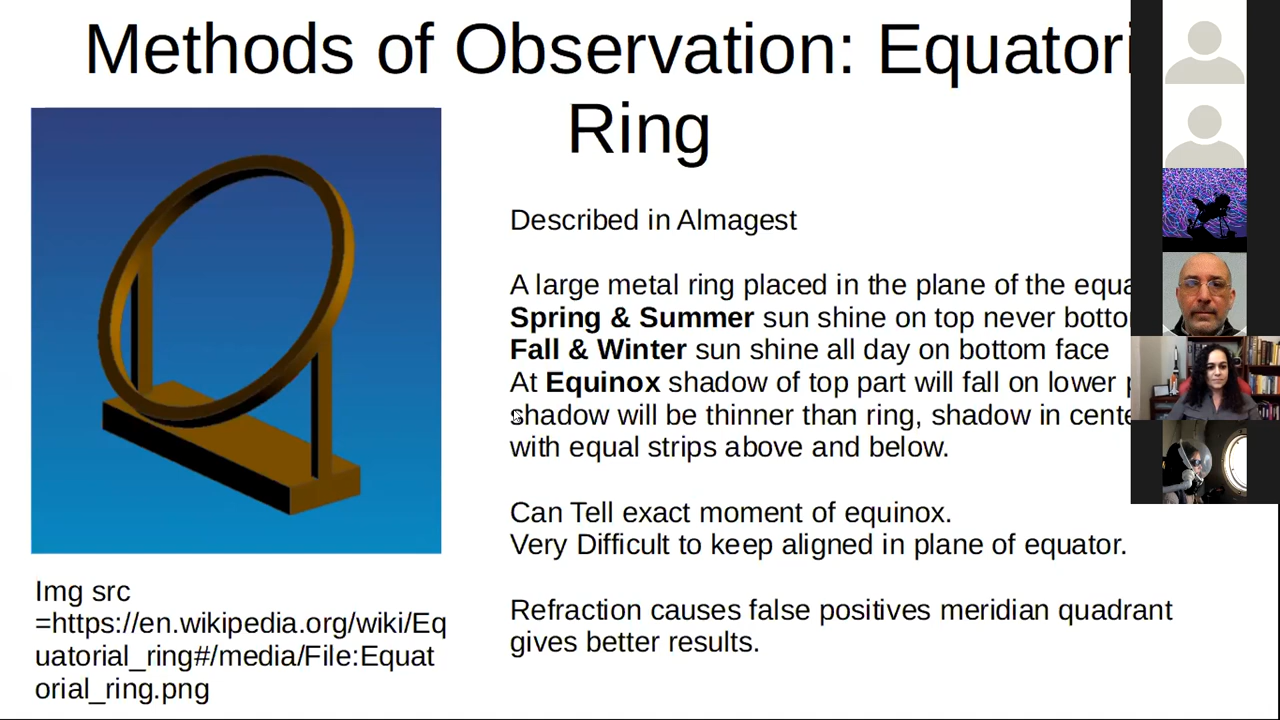 Methods of Observation: Equatori
Ring
Described in Almagest
A large metal ring placed in the plane of the equa
Spring & Summer sun shine on top never bottor
Fall & Winter sun shine all day on bottom face
At Equinox shadow of top part will fall on lower
shadow will be thinner than ring, shadow in cente
with equal strips above and below.
Can Tell exact moment of equinox.
Very Difficult to keep aligned in plane of equator.
Refraction causes false positives meridian quadrant
gives better results.
Img src
=https://en.wikipedia.org/wiki/Eq
uatorial_ring#/media/File:Equat
orial_ring.png